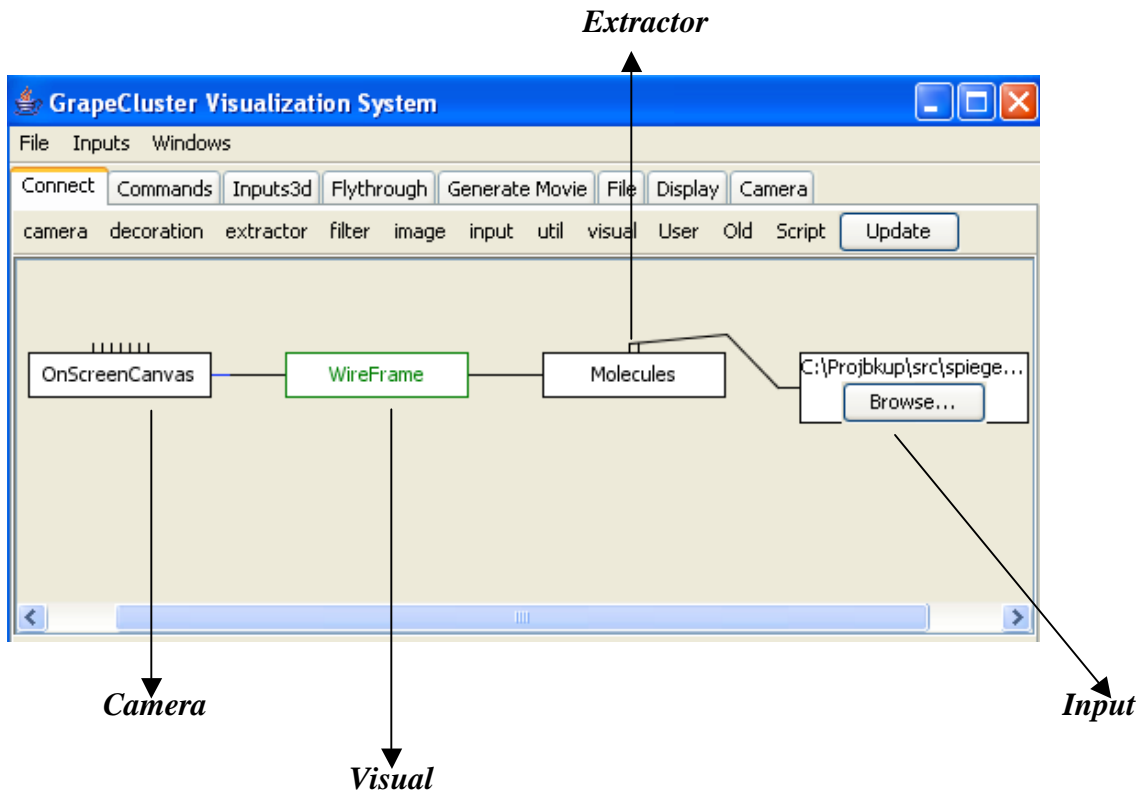 Extractor
GrapeCluster Visualization System
File Inputs Windows
Connect Commands Inputs3d Flythrough Generate Movie File Display Camera
camera decoration extractor filter image input util visual User Old Script Update
OnScreenCanvas WireFrame Molecules C:\Projbkup\src\spiege...
Browse...
Camera Input
Visual